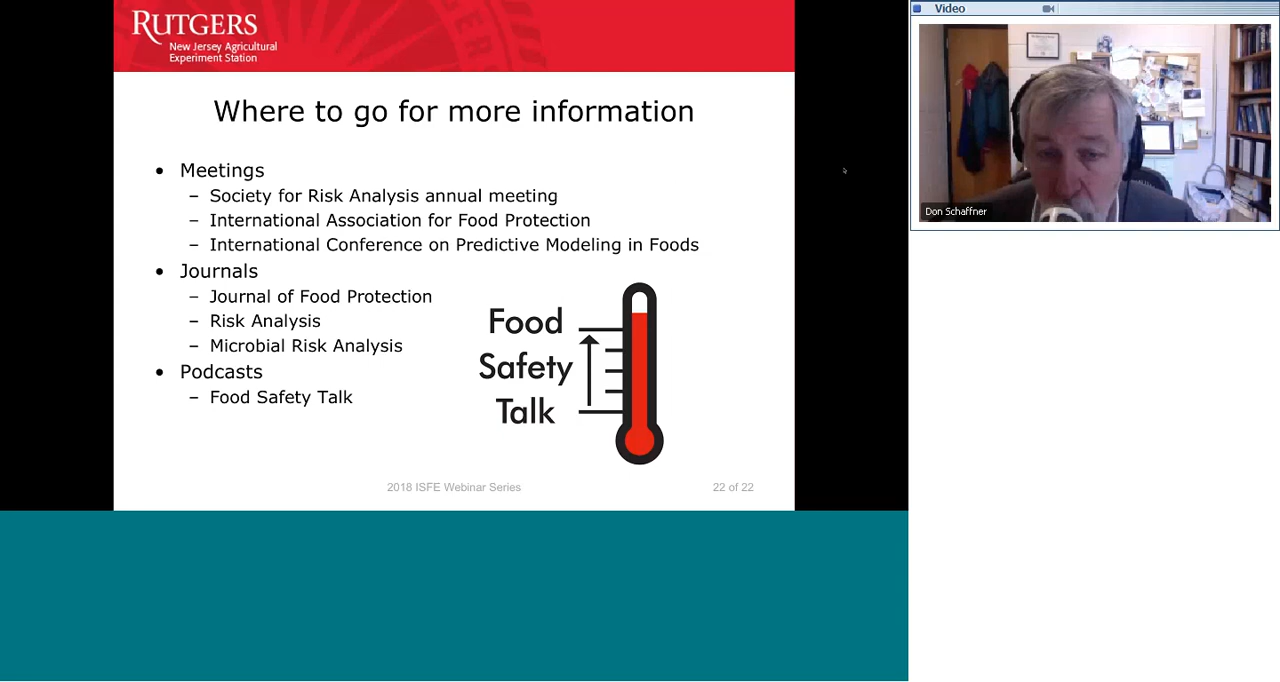 RUTGERS
New Jersey Agricultural
Experiment Station
Where to go for more information
• Meetings
– Society for Risk Analysis annual meeting
– International Association for Food Protection
– International Conference on Predictive Modeling in Foods
• Journals
– Journal of Food Protection
– Risk Analysis
– Microbial Risk Analysis
• Podcasts
– Food Safety Talk
Food
Safety
Talk
2018 ISFE Webinar Series
22 of 22
Video
Don Schaffner